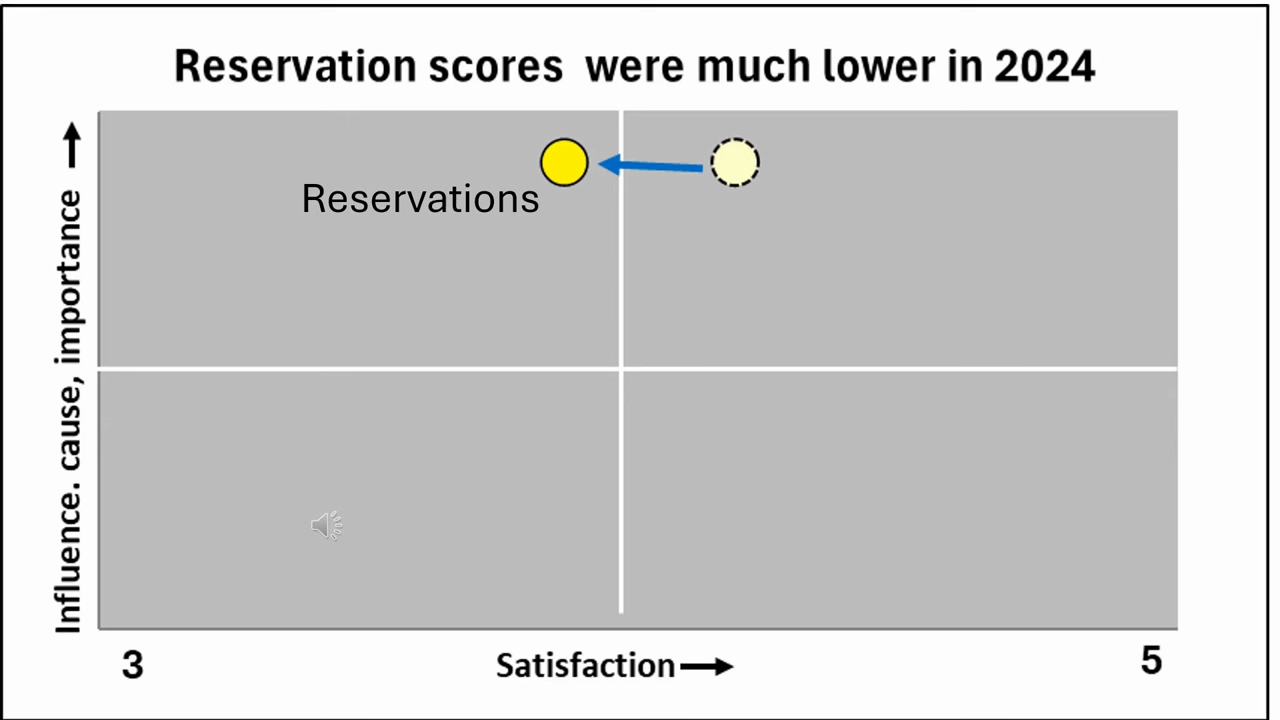 Reservation scores  were much lower in 2024
Influence. cause, importance
Reservations
3
Satisfaction
5